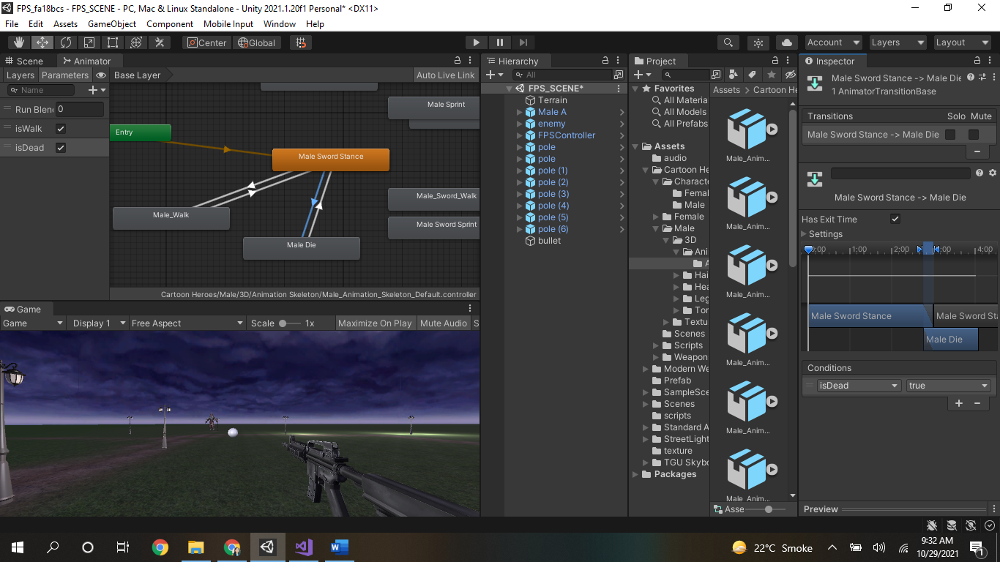 FPS_fa18bcs - FPS_SCENE - PC, Mac & Linux Standalone - Unity 2021.1.20f1 Personal* <DX11>
File Edit Assets GameObject Component Mobile Input Window Help
Center Global Account Layers Layout
Scene Animator
Layers Parameters Base Layer Auto Live Link
Name
Run Blend 0
isWalk
isDead
Entry
Male Sprint
Male Sword Stance
Male_Sword_Walk
Male_Walk
Male Sword Sprint
Male Die
Cartoon Heroes/Male/3D/Animation Skeleton/Male_Animation_Skeleton_Default.controller
Game
Game Display 1 Free Aspect Scale 1x Maximize On Play Mute Audio S
Hierarchy
All
FPS_SCENE*
Terrain
Male A
enemy
FPSController
pole
pole
pole (1)
pole (2)
pole (3)
pole (4)
pole (5)
pole (6)
bullet
Project
Favorites
All Materia
All Models
All Prefabs
Assets
audio
Cartoon He
Characte
Femal
Male
Female
Male
3D
Ani
A
Hai
Hea
Leg
Tor
Textu
Scenes
Scripts
Weapon
Modern We
Prefab
SampleSce
Scenes
scripts
Standard A
StreetLight
texture
TGU Skybo
Packages
Assets > Cartoon He
Male_Anim...
Male_Anim...
Male_Anim...
Male_Anim...
Male_Anim...
Male_Anim...
Asse
Inspector
Male Sword Stance -> Male Die
1 AnimatorTransitionBase
Transitions Solo Mute
Male Sword Stance -> Male Die
Male Sword Stance -> Male Die
Has Exit Time
Settings
0:00 1:00 2:00 3:00 4:00
Male Sword Stance Male Sword Sta
Male Die
Conditions
isDead true
Preview
22°C Smoke
9:32 AM
10/29/2021
1